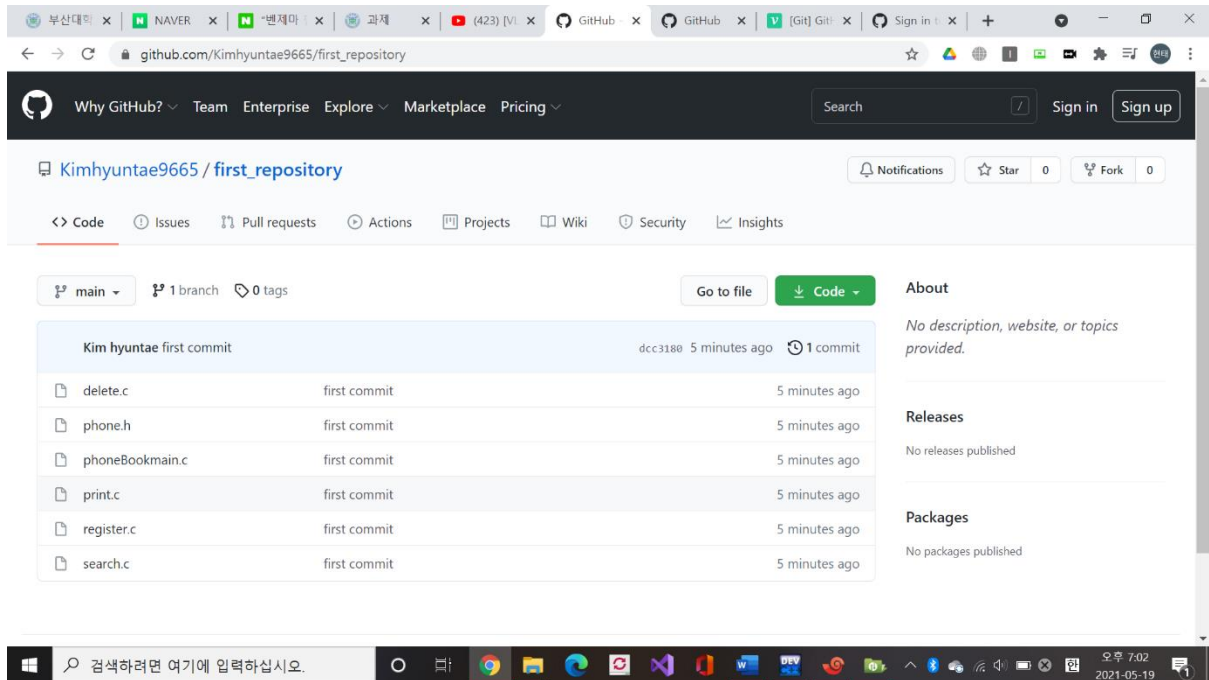 부산대학 NAVER "벤제마 과제 (423) [VL GitHub - GitHub [Git] Git Sign in t
github.com/Kimhyuntae9665/first_repository 현태
Why GitHub? Team Enterprise Explore Marketplace Pricing Search / Sign in Sign up
Kimhyuntae9665 / first_repository Notifications Star 0 Fork 0
Code Issues Pull requests Actions Projects Wiki Security Insights
main 1 branch 0 tags Go to file Code About
No description, website, or topics
provided.
Kim hyuntae first commit dcc3180 5 minutes ago 1 commit
delete.c first commit 5 minutes ago
phone.h first commit 5 minutes ago
Releases
phoneBookmain.c first commit 5 minutes ago
No releases published
print.c first commit 5 minutes ago
Packages
register.c first commit 5 minutes ago
No packages published
search.c first commit 5 minutes ago
검색하려면 여기에 입력하십시오. DEV 한 오후 7:02
2021-05-19 1